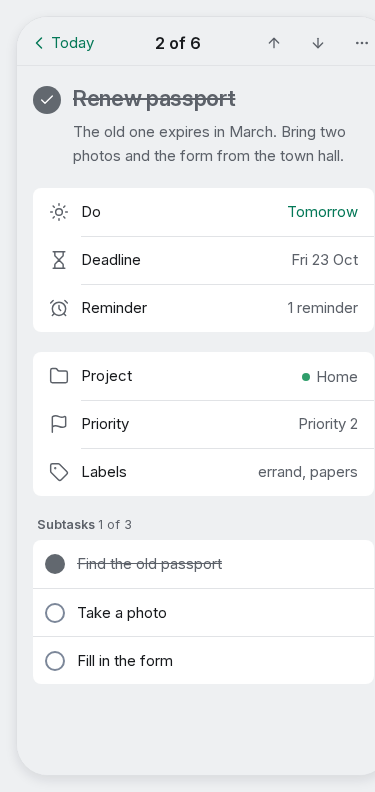 Today
2 of 6
Renew passport
The old one expires in March. Bring two
photos and the form from the town hall.
Do
Tomorrow
Deadline
Fri 23 Oct
Reminder
1 reminder
Project
Home
Priority
Priority 2
Labels
errand, papers
Subtasks 1 of 3
Find the old passport
Take a photo
Fill in the form